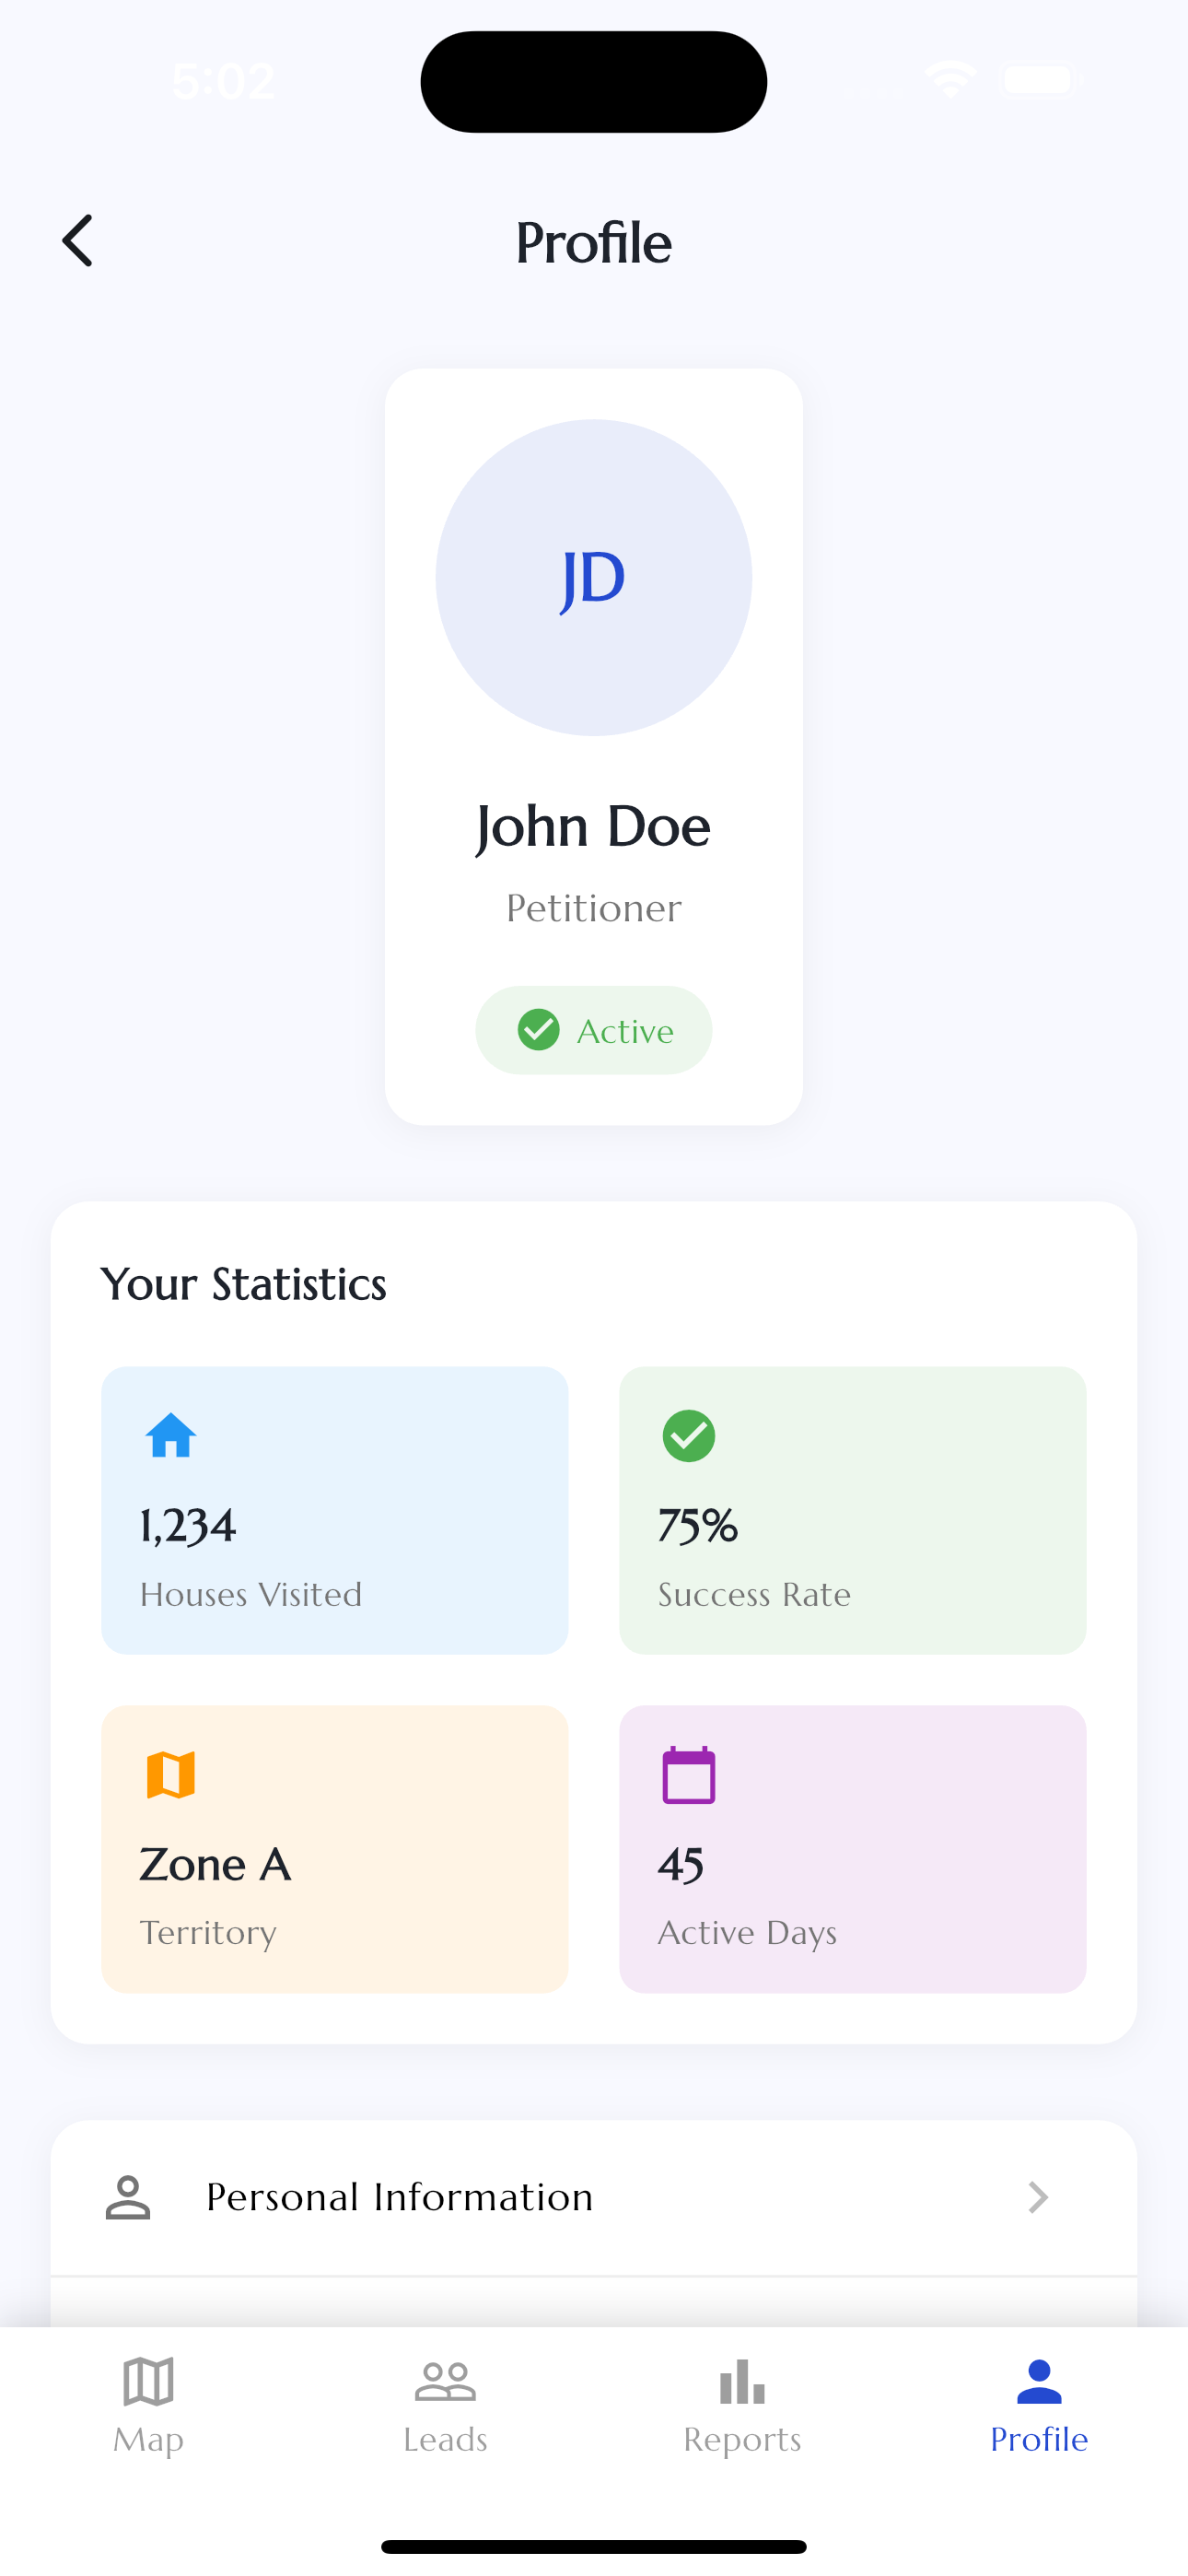 5:02
Profile
JD
John Doe
Petitioner
Active
Your Statistics
1,234
Houses Visited
75%
Success Rate
Zone A
Territory
45
Active Days
Personal Information
Map
Leads
Reports
Profile